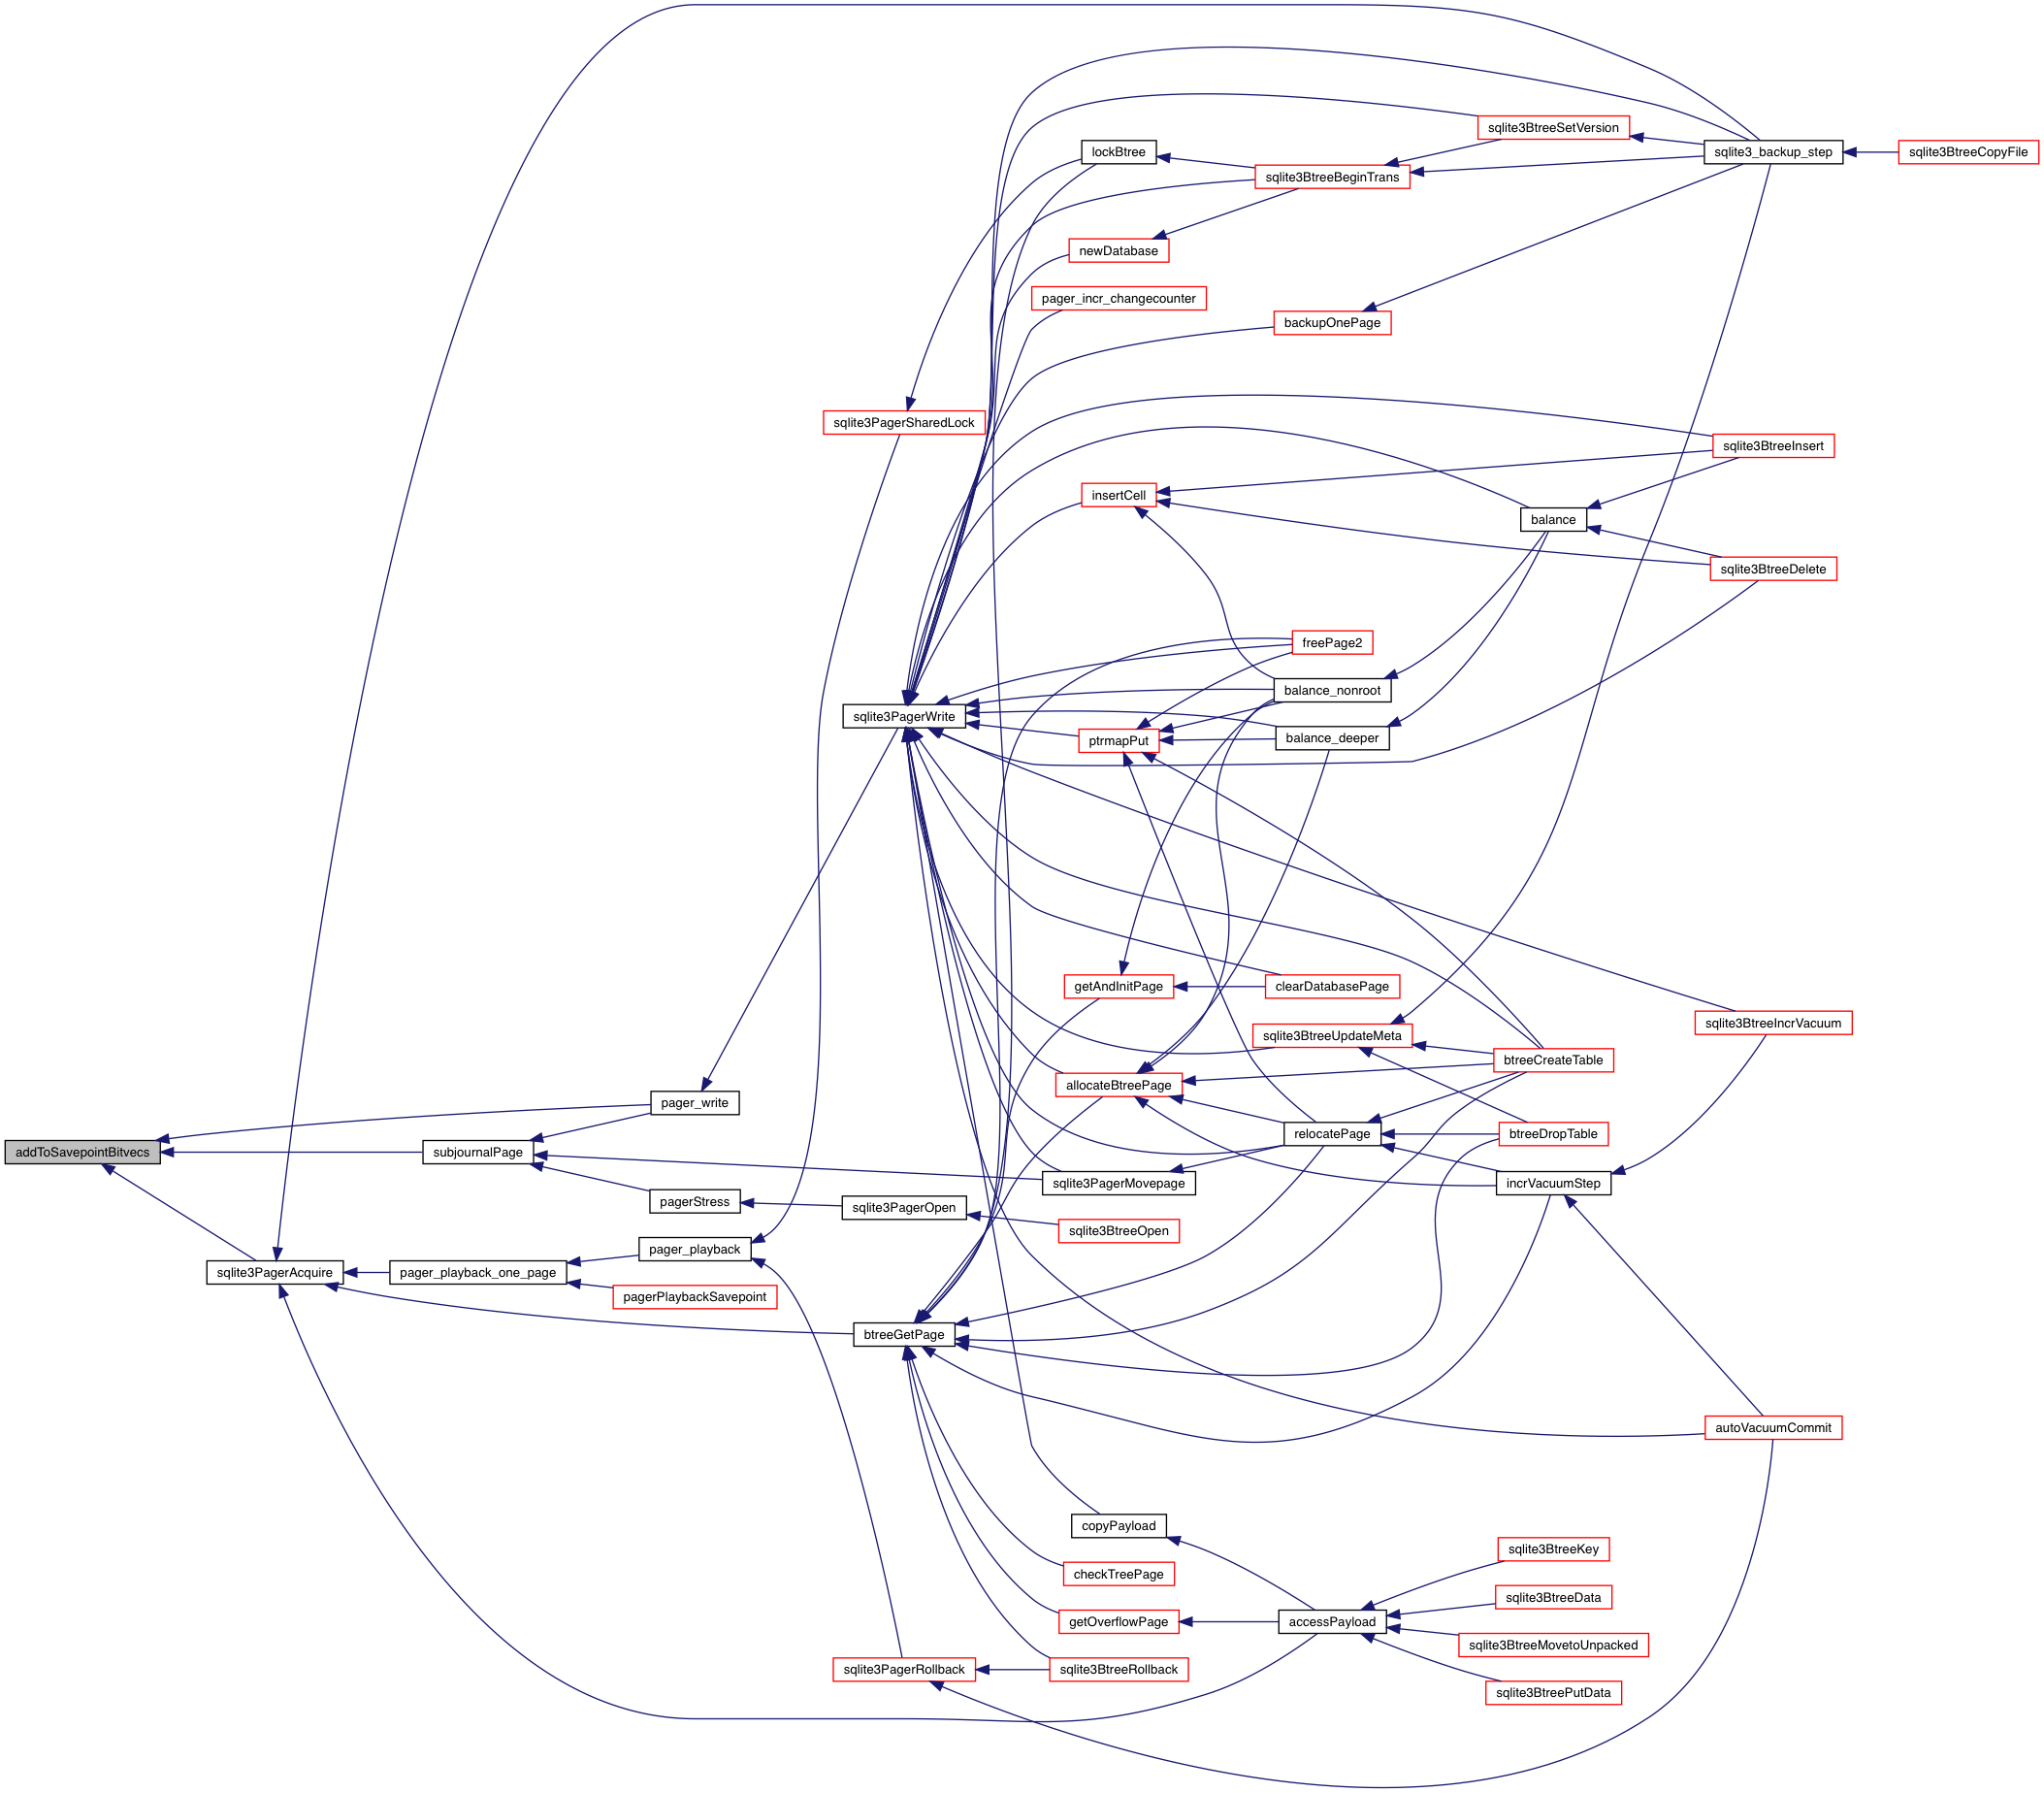 addToSavepointBitvecs
pager_write
subjournalPage
pagerStress
sqlite3PagerAcquire
pager_playback_one_page
pager_playback
pagerPlaybackSavepoint
sqlite3PagerSharedLock
sqlite3PagerWrite
sqlite3PagerOpen
btreeGetPage
sqlite3PagerRollback
lockBtree
newDatabase
pager_incr_changecounter
insertCell
ptrmapPut
getAndInitPage
allocateBtreePage
sqlite3PagerMovepage
sqlite3BtreeOpen
copyPayload
checkTreePage
getOverflowPage
sqlite3BtreeRollback
sqlite3BtreeBeginTrans
backupOnePage
freePage2
balance_nonroot
balance_deeper
clearDatabasePage
sqlite3BtreeUpdateMeta
relocatePage
accessPayload
sqlite3BtreeSetVersion
balance
btreeCreateTable
btreeDropTable
incrVacuumStep
sqlite3BtreeKey
sqlite3BtreeData
sqlite3BtreeMovetoUnpacked
sqlite3BtreePutData
sqlite3_backup_step
sqlite3BtreeInsert
sqlite3BtreeDelete
sqlite3BtreeIncrVacuum
autoVacuumCommit
sqlite3BtreeCopyFile